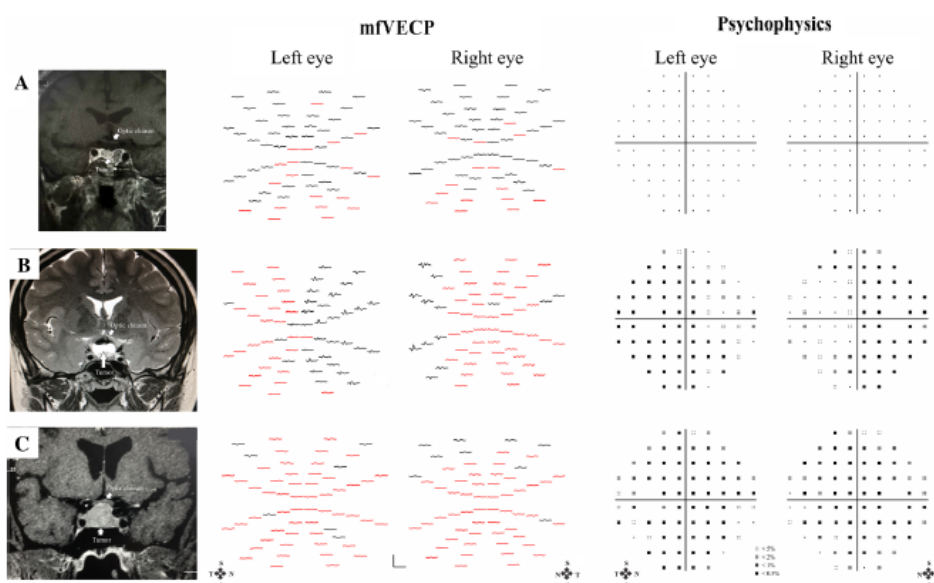 mfVECP
Psychophysics
Left eye
Right eye
Left eye
Right eye
A
Optic chiasm
B
Optic chiasm
Tumor
C
Optic chiasm
Tumor
S
T N
I
S
N T
I
S
T N
< 5%
< 2%
< 1%
< 0.5%
S
N